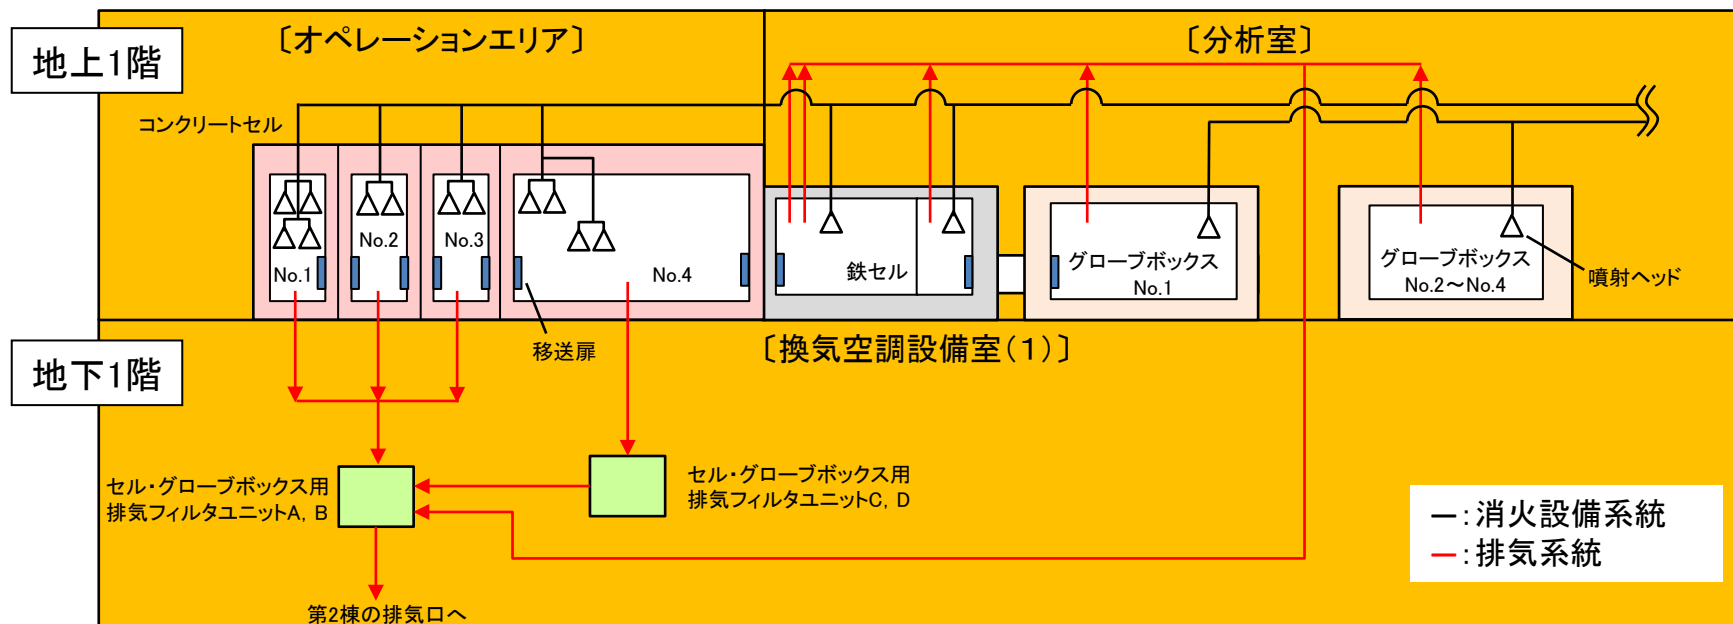 地上1階
〔オペレーションエリア〕
〔分析室〕
コンクリートセル
No.1
No.2
No.3
No.4
鉄セル
グローブボックス
No.1
グローブボックス
No.2～No.4
噴射ヘッド
移送扉
地下1階
〔換気空調設備室(1)〕
セル・グローブボックス用
排気フィルタユニットA, B
セル・グローブボックス用
排気フィルタユニットC, D
第2棟の排気口へ
―:消火設備系統
―:排気系統